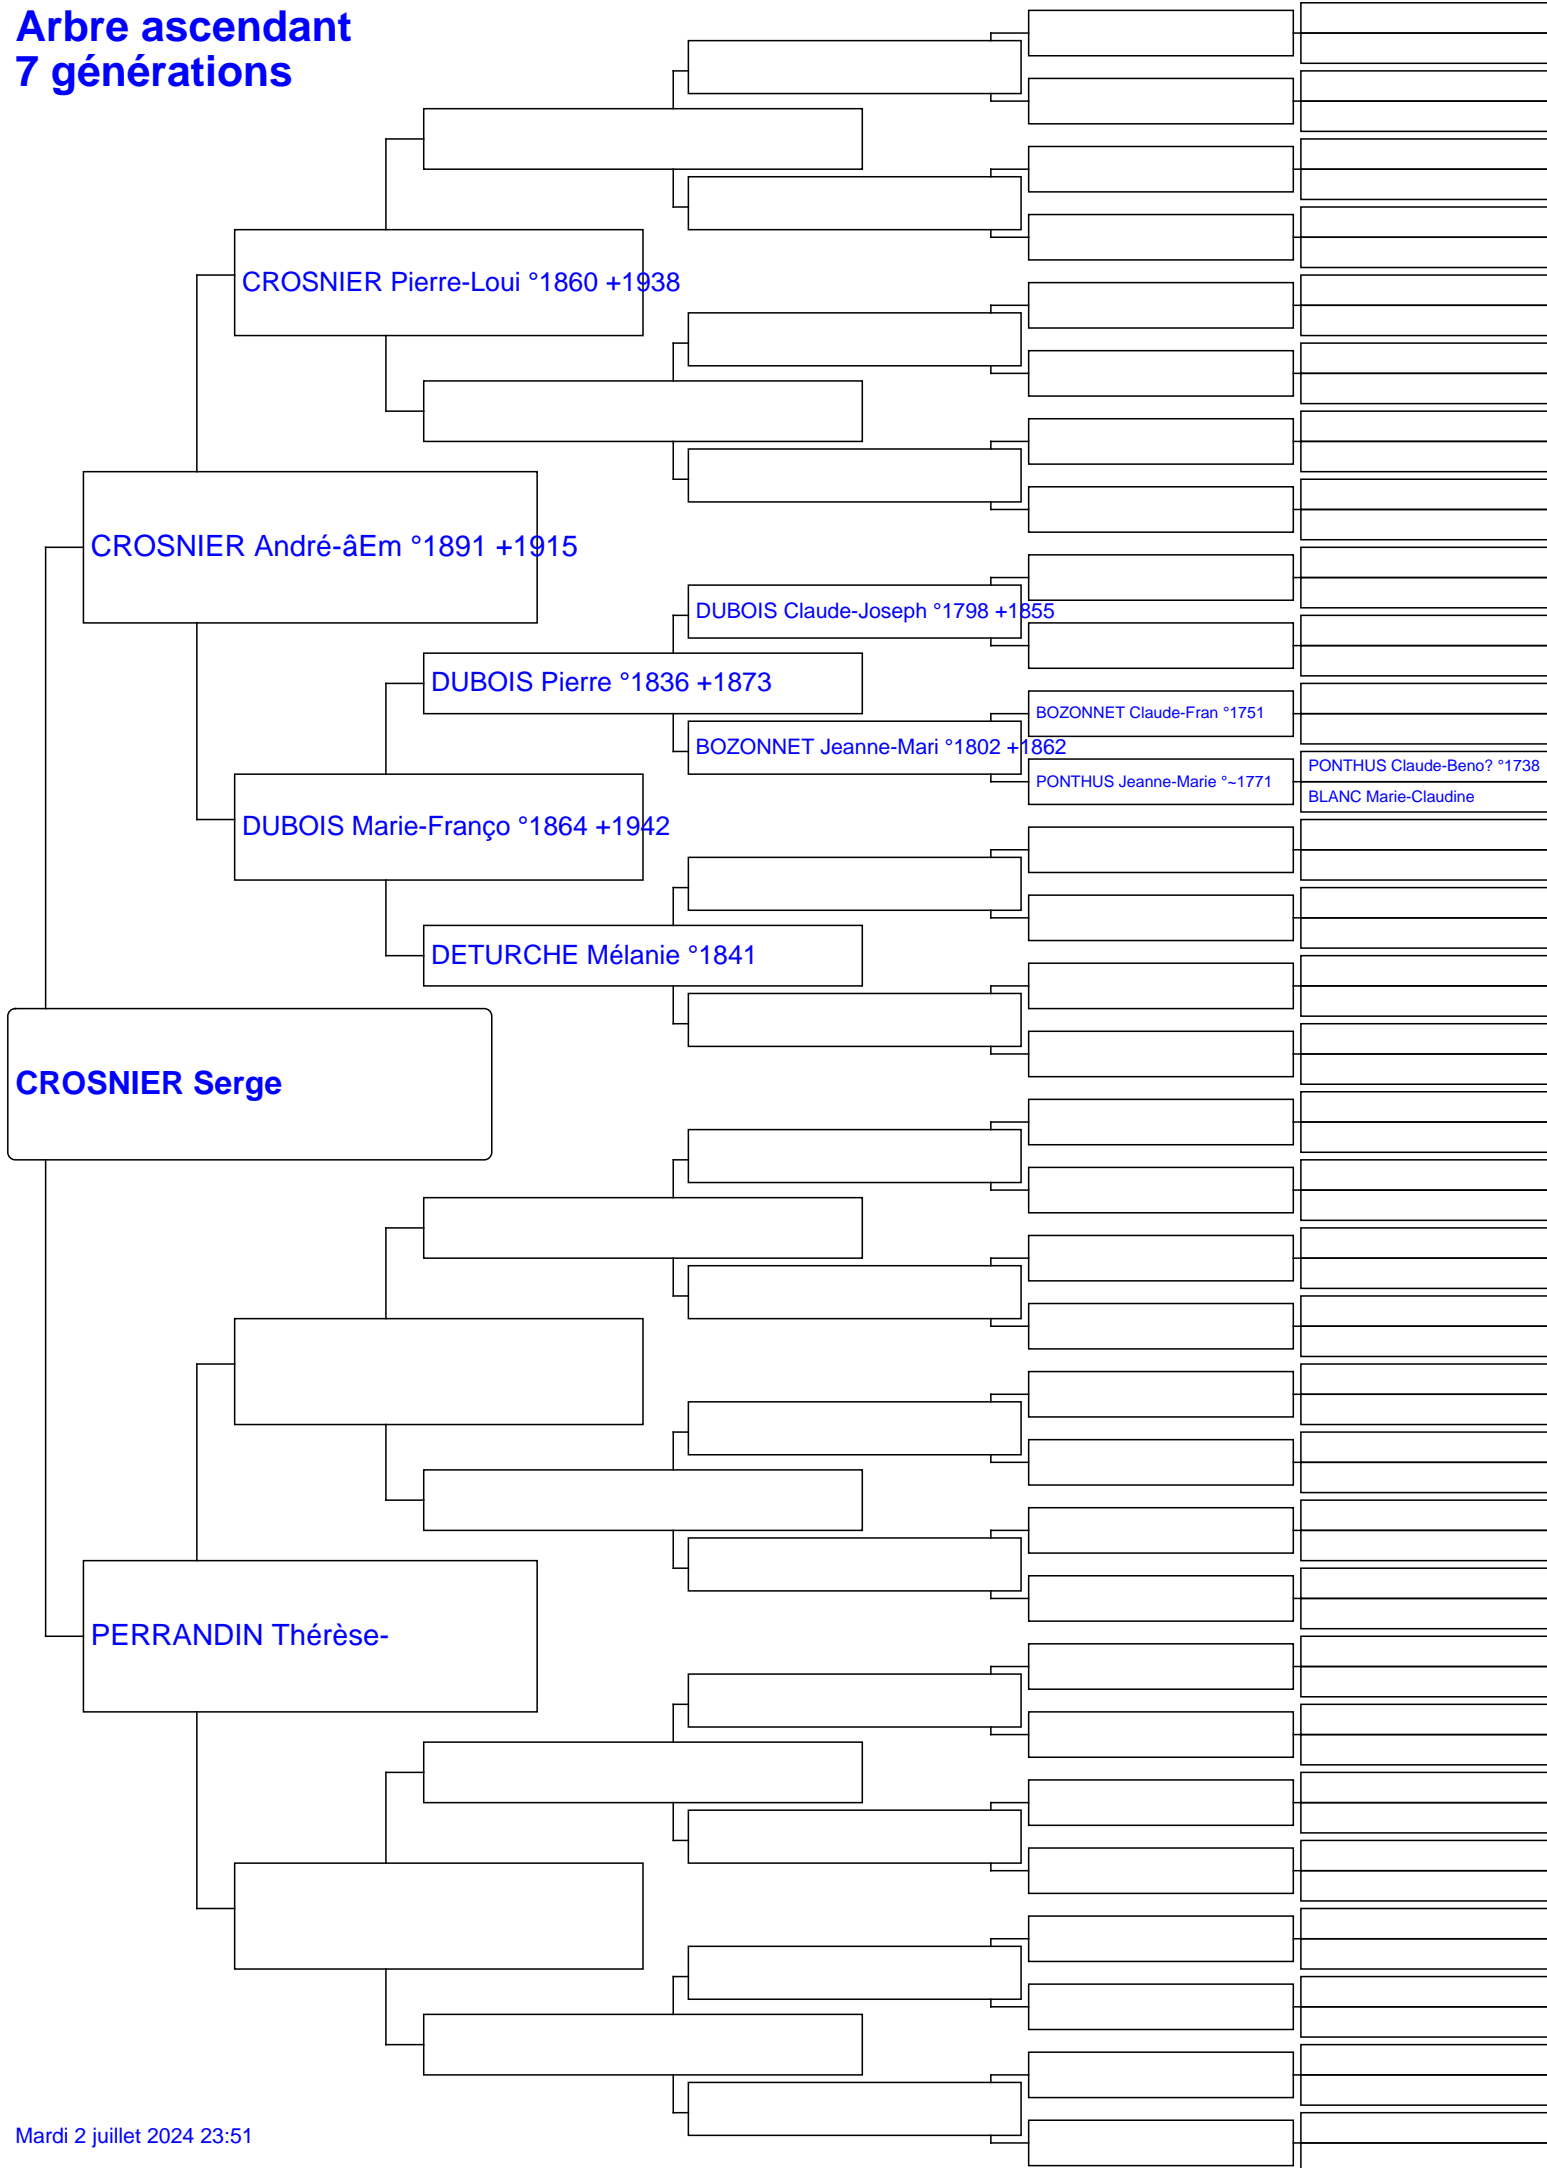 Arbre ascendant
7 générations
CROSNIER Pierre-Loui °1860 +1938
CROSNIER André-âEm °1891 +1915
DUBOIS Claude-Joseph °1798 +1855
DUBOIS Pierre °1836 +1873
BOZONNET Claude-Fran °1751
BOZONNET Jeanne-Mari °1802 +1862
PONTHUS Claude-Beno? °1738
PONTHUS Jeanne-Marie °~1771
BLANC Marie-Claudine
DUBOIS Marie-Franço °1864 +1942
DETURCHE Mélanie °1841
CROSNIER Serge
PERRANDIN Thérèse-
Mardi 2 juillet 2024 23:51